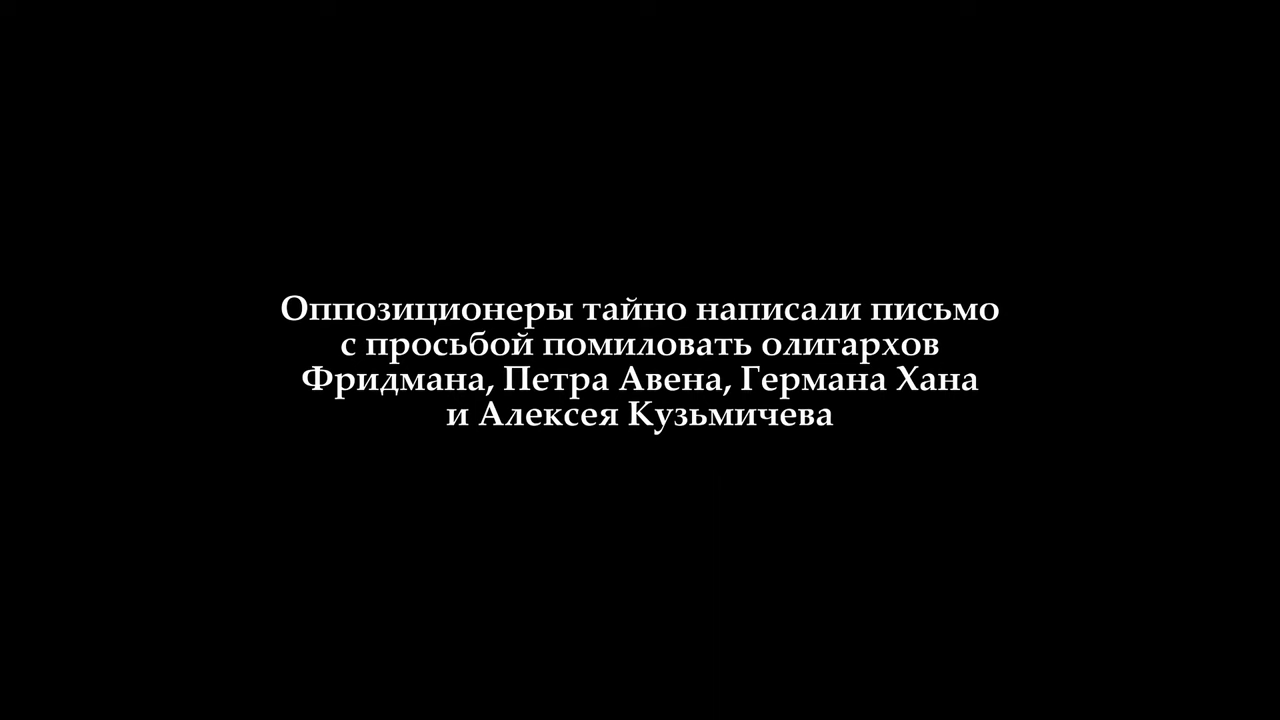 Оппозиционеры тайно написали письмо
с просьбой помиловать олигархов
Фридмана, Петра Авена, Германа Хана
и Алексея Кузьмичева